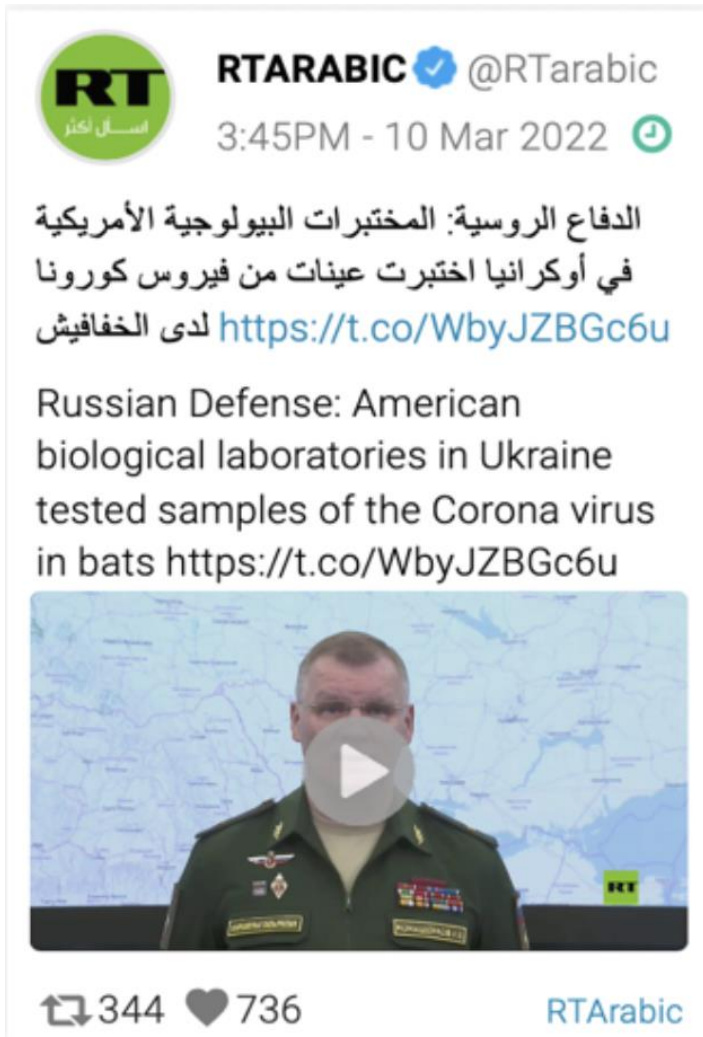 RT
اسأل أكثر
RTARABIC @RTarabic
3:45PM - 10 Mar 2022
الدفاع الروسية: المختبرات البيولوجية الأمريكية
في أوكرانيا اختبرت عينات من فيروس كورونا
لدى الخفافيش https://t.co/WbyJZBGc6u
Russian Defense: American
biological laboratories in Ukraine
tested samples of the Corona virus
in bats https://t.co/WbyJZBGc6u
RT
344 736 RTArabic